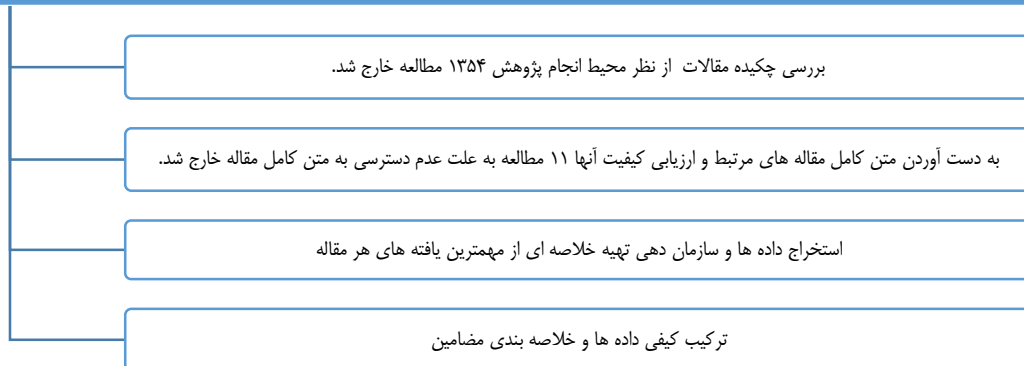 بررسی چکیده مقالات از نظر محیط انجام پژوهش ۱۳۵۴ مطالعه خارج شد.
به دست آوردن متن کامل مقاله های مرتبط و ارزیابی کیفیت آنها ۱۱ مطالعه به علت عدم دسترسی به متن کامل مقاله خارج شد.
استخراج داده ها و سازمان دهی تهیه خلاصه ای از مهمترین یافته های هر مقاله
ترکیب کیفی داده ها و خلاصه بندی مضامین